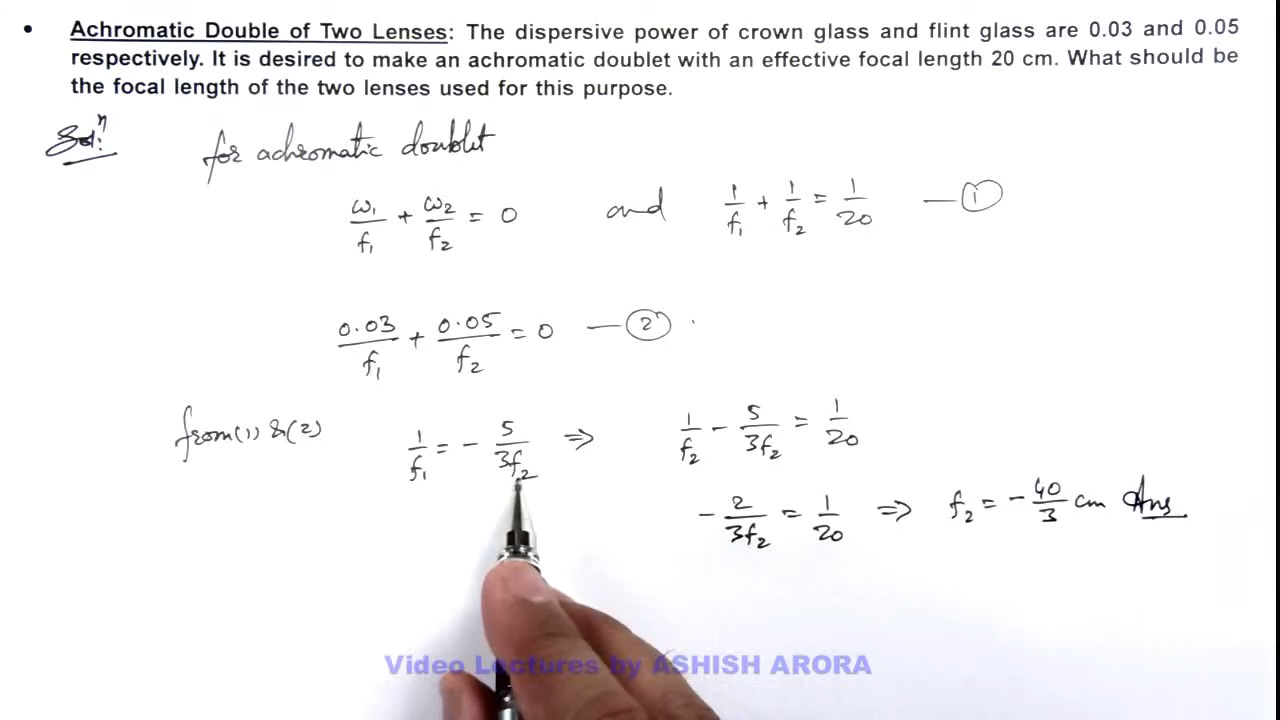 • Achromatic Double of Two Lenses: The dispersive power of crown glass and flint glass are 0.03 and 0.05
respectively. It is desired to make an achromatic doublet with an effective focal length 20 cm. What should be
the focal length of the two lenses used for this purpose.
Solⁿ:
for achromatic doublet
ω₁/f₁ + ω₂/f₂ = 0 and 1/f₁ + 1/f₂ = 1/20 — ①
0.03/f₁ + 0.05/f₂ = 0 — ②
from (1) & (2) 1/f₁ = - 5/3f₂ ⇒ 1/f₂ - 5/3f₂ = 1/20
- 2/3f₂ = 1/20 ⇒ f₂ = - 40/3 cm Ans
Video Lectures by ASHISH ARORA